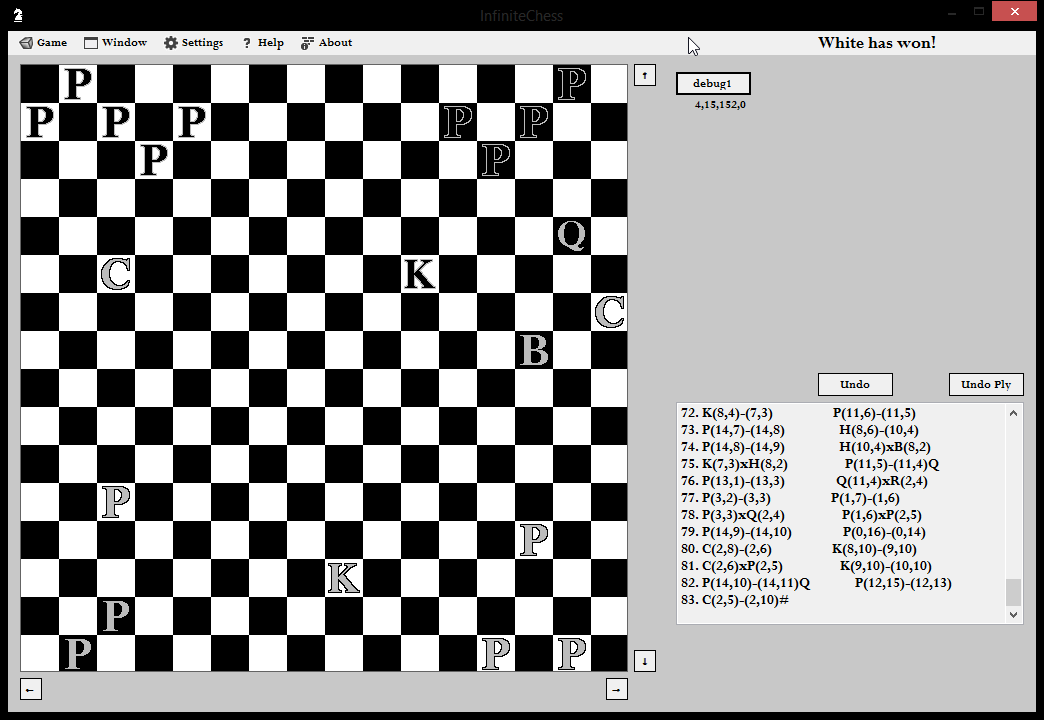 InfiniteChess
Game Window Settings ? Help About White has won!
↑
debug1
4,15,152,0
P P
P P P P P
P P
Q
C K
C
B
P
P
K
P
P P P
Undo Undo Ply
72. K(8,4)-(7,3) P(11,6)-(11,5)
73. P(14,7)-(14,8) H(8,6)-(10,4)
74. P(14,8)-(14,9) H(10,4)xB(8,2)
75. K(7,3)xH(8,2) P(11,5)-(11,4)Q
76. P(13,1)-(13,3) Q(11,4)xR(2,4)
77. P(3,2)-(3,3) P(1,7)-(1,6)
78. P(3,3)xQ(2,4) P(1,6)xP(2,5)
79. P(14,9)-(14,10) P(0,16)-(0,14)
80. C(2,8)-(2,6) K(8,10)-(9,10)
81. C(2,6)xP(2,5) K(9,10)-(10,10)
82. P(14,10)-(14,11)Q P(12,15)-(12,13)
83. C(2,5)-(2,10)#
↓
← →